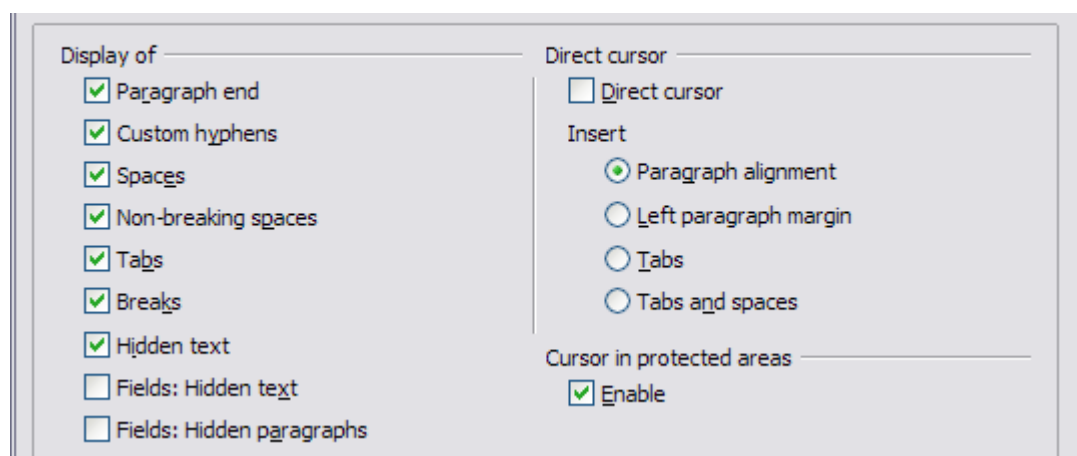 Display of
Paragraph end
Custom hyphens
Spaces
Non-breaking spaces
Tabs
Breaks
Hidden text
Fields: Hidden text
Fields: Hidden paragraphs
Direct cursor
Direct cursor
Insert
Paragraph alignment
Left paragraph margin
Tabs
Tabs and spaces
Cursor in protected areas
Enable